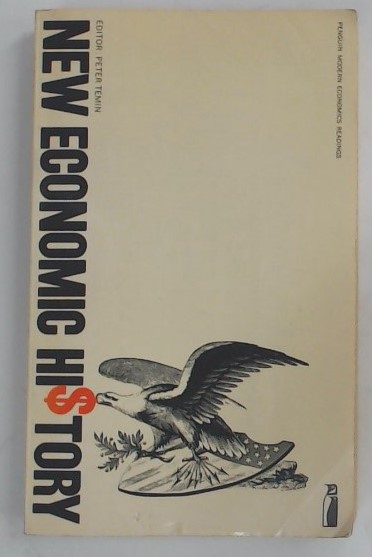 PENGUIN MODERN ECONOMICS READINGS
EDITOR PETER TEMIN
NEW ECONOMIC HI$TORY